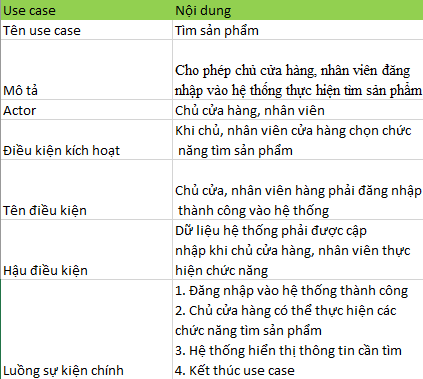 Use case Nội dung
Tên use case Tìm sản phẩm
Cho phép chủ cửa hàng, nhân viên đăng
Mô tả nhập vào hệ thống thực hiện tìm sản phẩm
Actor Chủ cửa hàng, nhân viên
Khi chủ, nhân viên cửa hàng chọn chức
Điều kiện kích hoạt năng tìm sản phẩm
Chủ cửa, nhân viên hàng phải đăng nhập
Tên điều kiện thành công vào hệ thống
Dữ liệu hệ thống phải được cập
nhập khi chủ cửa hàng, nhân viên thực
Hậu điều kiện hiện chức năng
1. Đăng nhập vào hệ thống thành công
2. Chủ cửa hàng có thể thực hiện các
chức năng tìm sản phẩm
3. Hệ thống hiển thị thông tin cần tìm
Luồng sự kiện chính 4. Kết thúc use case